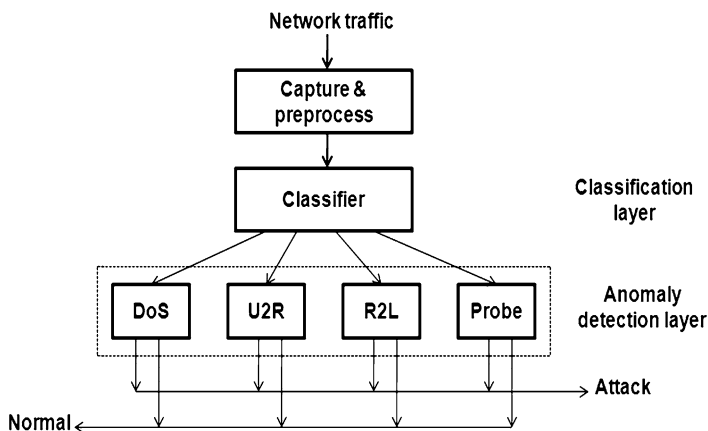 Network traffic
Capture &
preprocess
Classifier
Classification
layer
DoS
U2R
R2L
Probe
Anomaly
detection layer
Attack
Normal